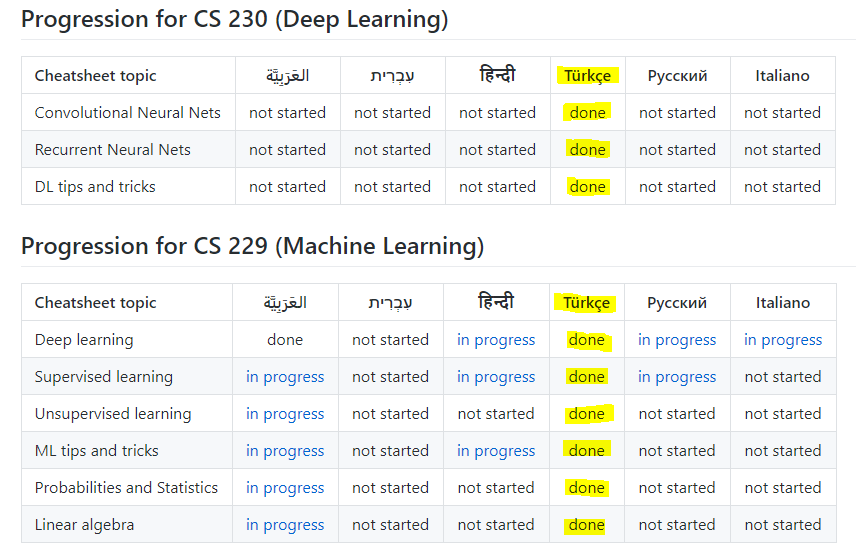 Progression for CS 230 (Deep Learning)
Cheatsheet topic العَرَبِيَّة עִבְרִית हिन्दी Türkçe Русский Italiano
Convolutional Neural Nets not started not started not started done not started not started
Recurrent Neural Nets not started not started not started done not started not started
DL tips and tricks not started not started not started done not started not started
Progression for CS 229 (Machine Learning)
Cheatsheet topic العَرَبِيَّة עִבְרִית हिन्दी Türkçe Русский Italiano
Deep learning done not started in progress done in progress in progress
Supervised learning in progress not started in progress done in progress not started
Unsupervised learning in progress not started not started done not started not started
ML tips and tricks in progress not started in progress done not started not started
Probabilities and Statistics in progress not started not started done not started not started
Linear algebra in progress not started not started done not started not started